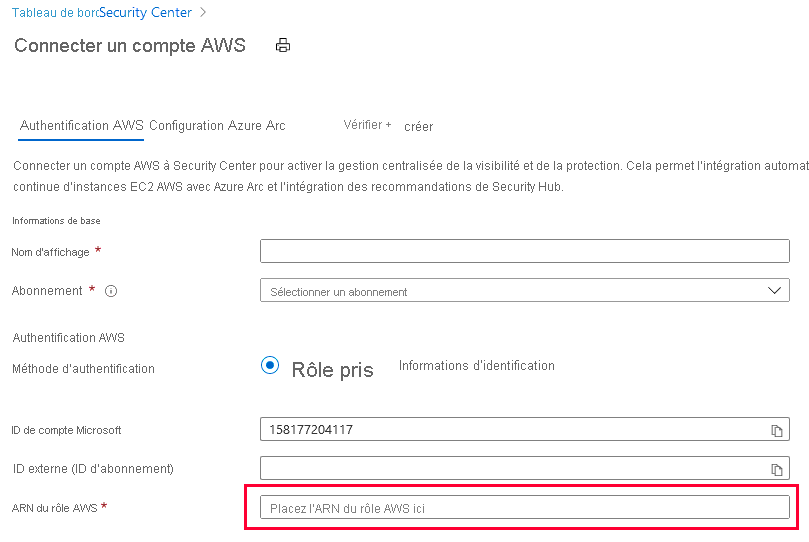 Tableau de bord Security Center >
Connecter un compte AWS
Authentification AWS Configuration Azure Arc Vérifier + créer
Connecter un compte AWS à Security Center pour activer la gestion centralisée de la visibilité et de la protection. Cela permet l'intégration automat
continue d'instances EC2 AWS avec Azure Arc et l'intégration des recommandations de Security Hub.
Informations de base
Nom d'affichage *
Abonnement * Sélectionner un abonnement
Authentification AWS
Méthode d'authentification Rôle pris Informations d'identification
ID de compte Microsoft 158177204117
ID externe (ID d'abonnement)
ARN du rôle AWS * Placez l'ARN du rôle AWS ici